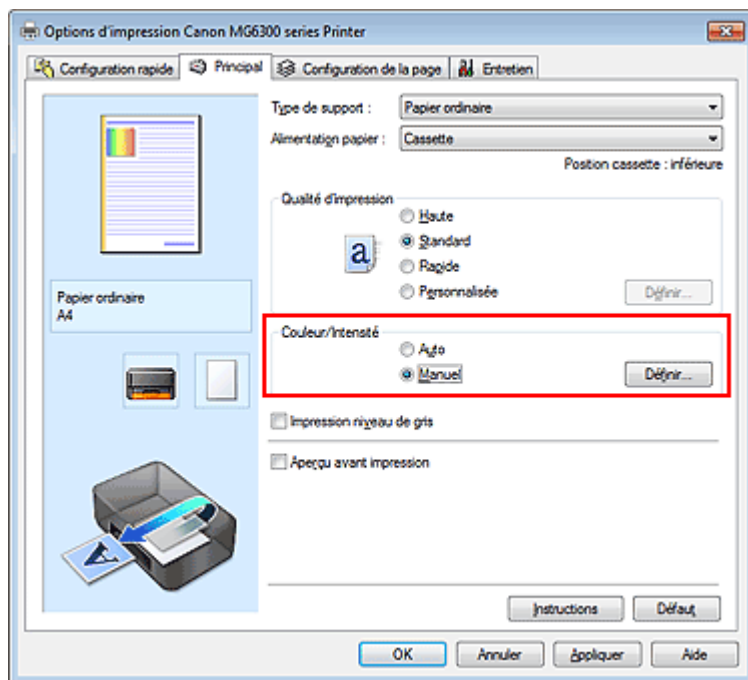 Options d'impression Canon MG6300 series Printer
Configuration rapide Principal Configuration de la page Entretien
Type de support : Papier ordinaire
Alimentation papier : Cassette
Position cassette : inférieure
Qualité d'impression
Haute
a Standard
Rapide
Personnalisée Définir...
Papier ordinaire
A4
Couleur/Intensité
Auto
Manuel Définir...
Impression niveau de gris
Aperçu avant impression
A
Instructions Défaut
OK Annuler Appliquer Aide